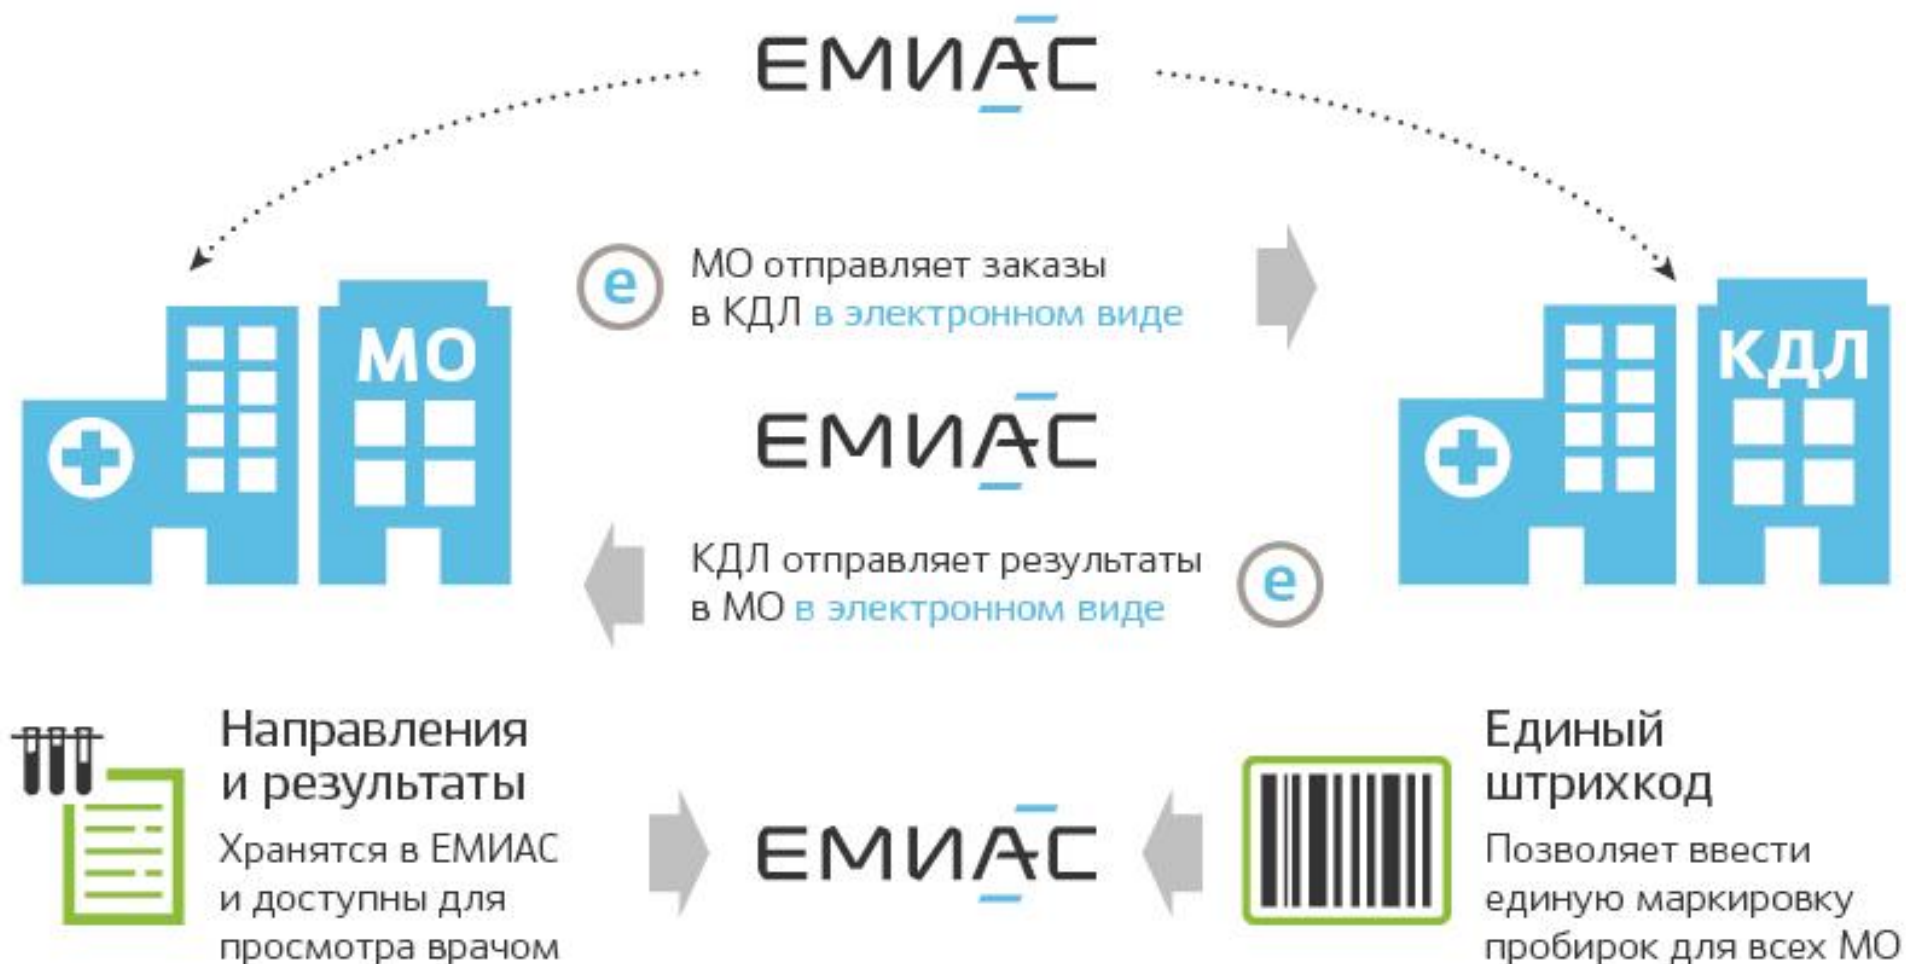 ЕМИАС
е
МО отправляет заказы
в КДЛ в электронном виде
МО
КДЛ
ЕМИАС
КДЛ отправляет результаты
в МО в электронном виде
е
Направления
и результаты
Хранятся в ЕМИАС
и доступны для
просмотра врачом
ЕМИАС
Единый
штрихкод
Позволяет ввести
единую маркировку
пробирок для всех МО